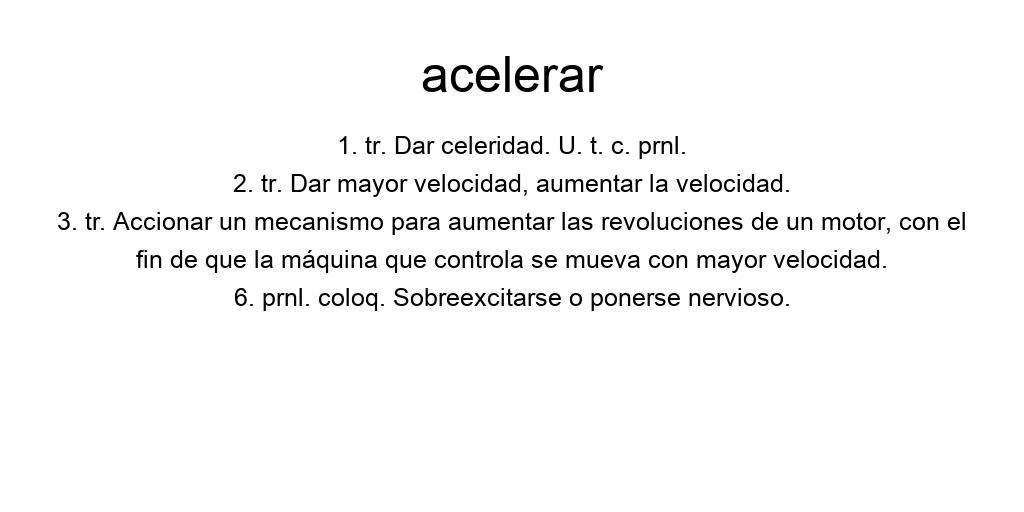 acelerar
1. tr. Dar celeridad. U. t. c. prnl.
2. tr. Dar mayor velocidad, aumentar la velocidad.
3. tr. Accionar un mecanismo para aumentar las revoluciones de un motor, con el
fin de que la máquina que controla se mueva con mayor velocidad.
6. prnl. coloq. Sobreexcitarse o ponerse nervioso.